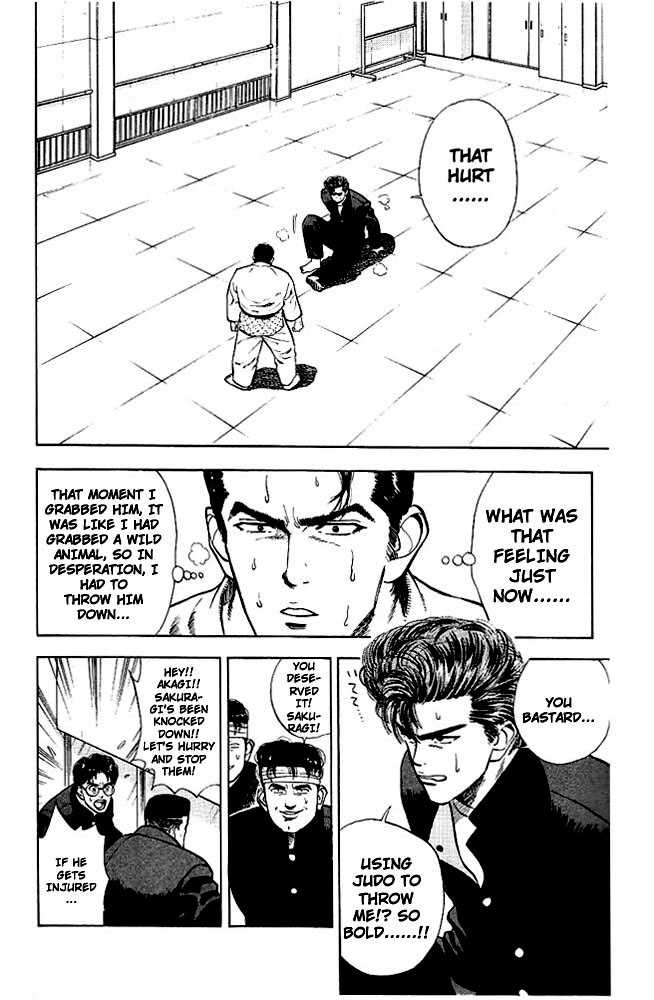 THAT
HURT
......
WHAT WAS
THAT
FEELING
JUST
NOW......
THAT MOMENT I
GRABBED HIM, IT
WAS LIKE I HAD
GRABBED A WILD
ANIMAL, SO IN
DESPERATION, I
HAD TO
THROW HIM
DOWN...
YOU
BASTARD...
USING
JUDO TO
THROW
ME!? SO
BOLD......!!
YOU
DESE-
RVED
IT!
SAKU-
RAGI!
HEY!!
AKAGI!!
SAKURA-
GI'S BEEN
KNOCKED
DOWN!!
LET'S HURRY
AND STOP
THEM!
IF HE
GETS
INJURED
...